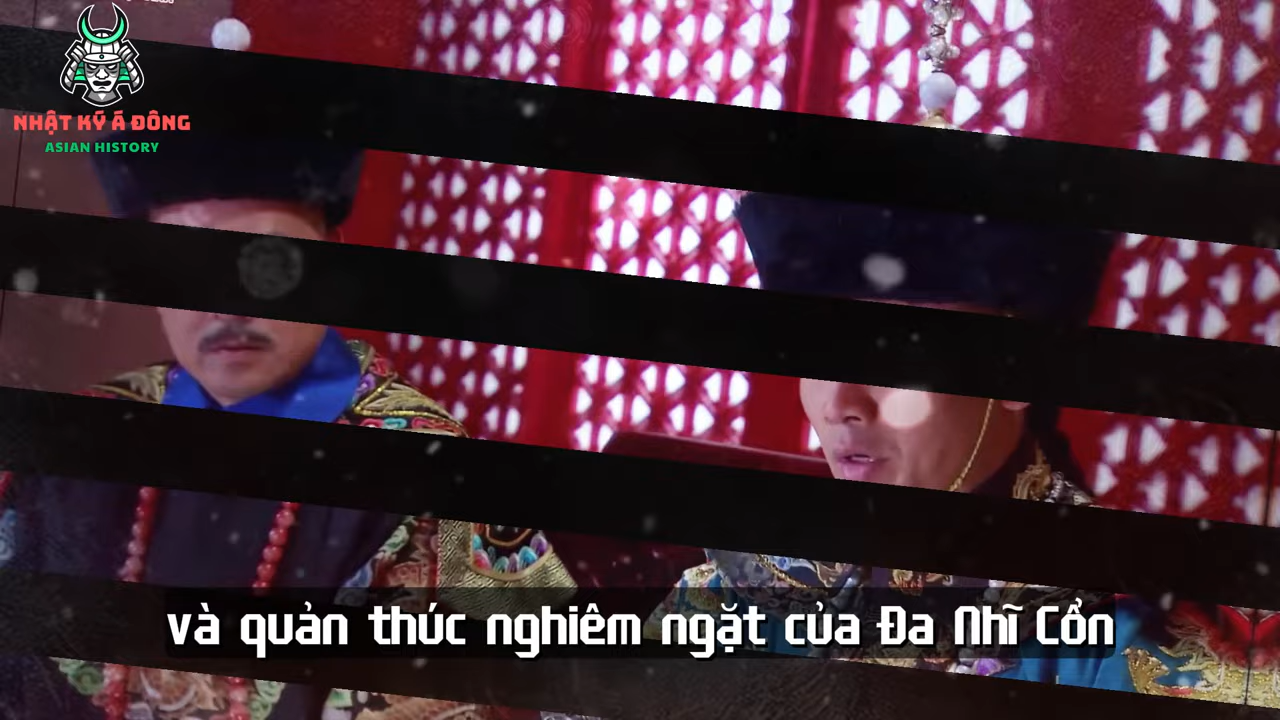 NHẬT KÝ Á ĐÔNG
ASIAN HISTORY
và quản thúc nghiêm ngặt của Đa Nhĩ Cổn